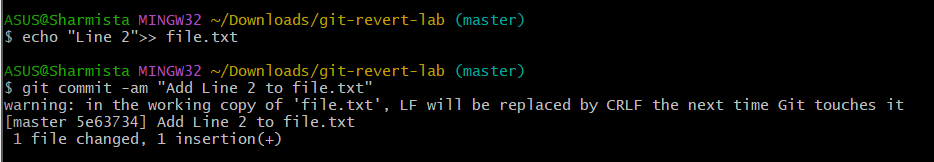 ASUS@Sharmista MINGW32 ~/Downloads/git-revert-lab (master)
$ echo "Line 2">> file.txt
ASUS@Sharmista MINGW32 ~/Downloads/git-revert-lab (master)
$ git commit -am "Add Line 2 to file.txt"
warning: in the working copy of 'file.txt', LF will be replaced by CRLF the next time Git touches it
[master 5e63734] Add Line 2 to file.txt
 1 file changed, 1 insertion(+)